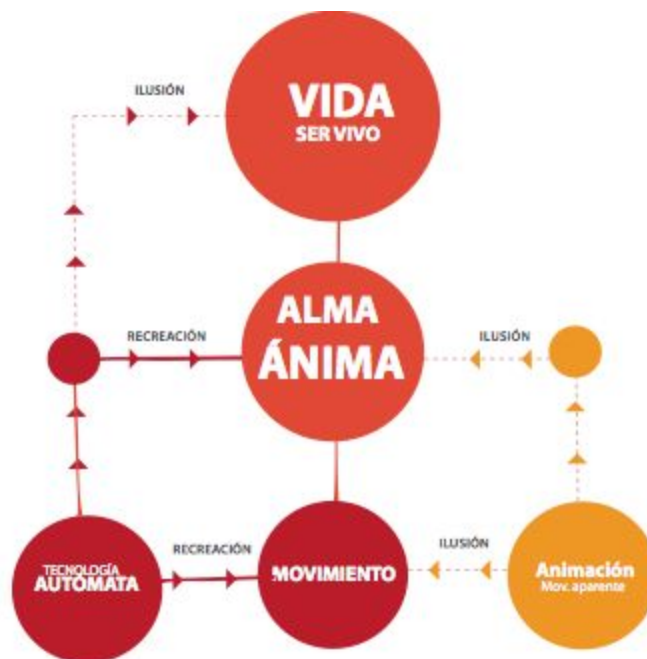 ILUSIÓN
VIDA
SER VIVO
RECREACIÓN
ALMA
ÁNIMA
ILUSIÓN
TECNOLOGÍA
AUTÓMATA
RECREACIÓN
MOVIMIENTO
ILUSIÓN
Animación
Mov. aparente